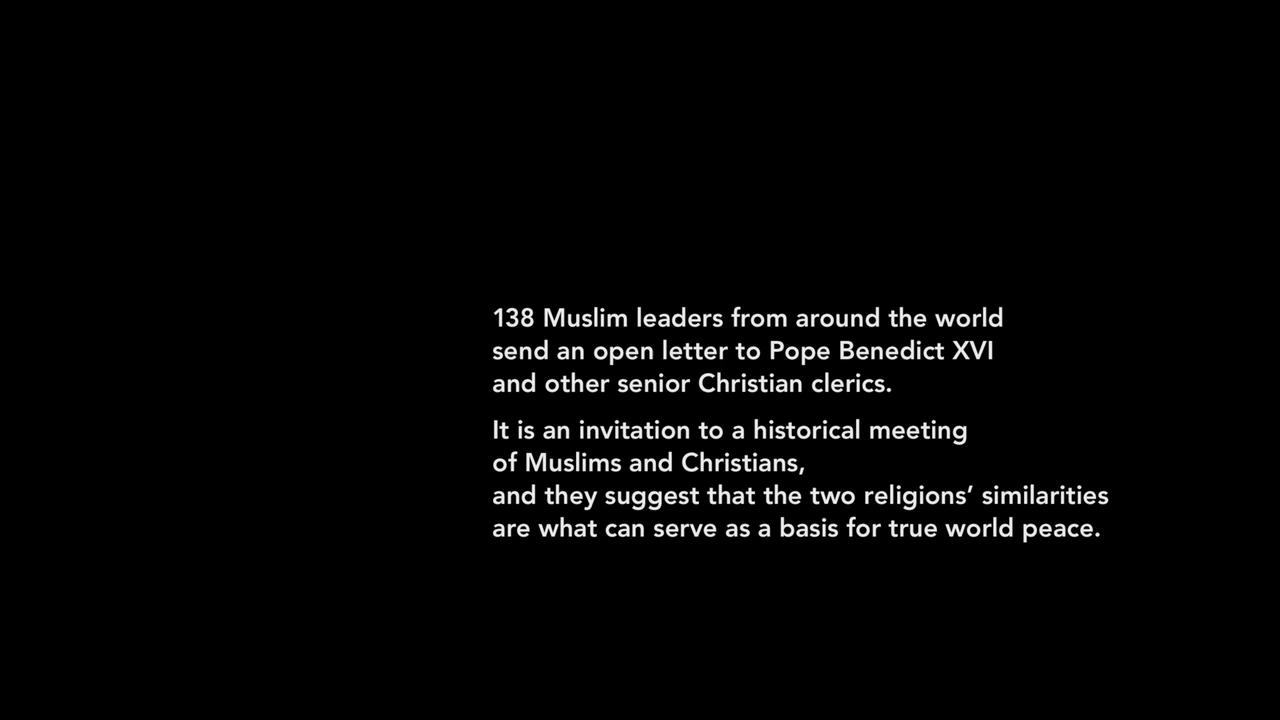 138 Muslim leaders from around the world
send an open letter to Pope Benedict XVI
and other senior Christian clerics.
It is an invitation to a historical meeting
of Muslims and Christians,
and they suggest that the two religions’ similarities
are what can serve as a basis for true world peace.